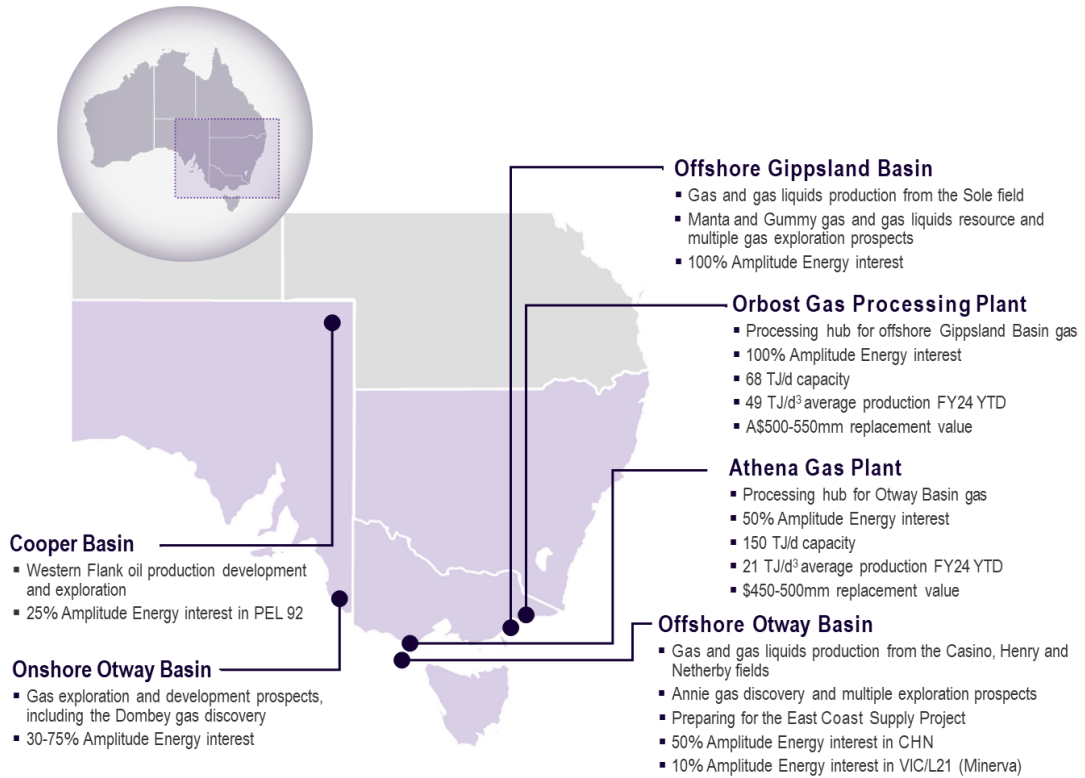 Offshore Gippsland Basin
▪ Gas and gas liquids production from the Sole field
▪ Manta and Gummy gas and gas liquids resource and
multiple gas exploration prospects
▪ 100% Amplitude Energy interest
Orbost Gas Processing Plant
▪ Processing hub for offshore Gippsland Basin gas
▪ 100% Amplitude Energy interest
▪ 68 TJ/d capacity
▪ 49 TJ/d³ average production FY24 YTD
▪ A$500-550mm replacement value
Athena Gas Plant
▪ Processing hub for Otway Basin gas
▪ 50% Amplitude Energy interest
▪ 150 TJ/d capacity
▪ 21 TJ/d³ average production FY24 YTD
▪ $450-500mm replacement value
Cooper Basin
▪ Western Flank oil production development
and exploration
▪ 25% Amplitude Energy interest in PEL 92
Onshore Otway Basin
▪ Gas exploration and development prospects,
including the Dombey gas discovery
▪ 30-75% Amplitude Energy interest
Offshore Otway Basin
▪ Gas and gas liquids production from the Casino, Henry and
Netherby fields
▪ Annie gas discovery and multiple exploration prospects
▪ Preparing for the East Coast Supply Project
▪ 50% Amplitude Energy interest in CHN
▪ 10% Amplitude Energy interest in VIC/L21 (Minerva)